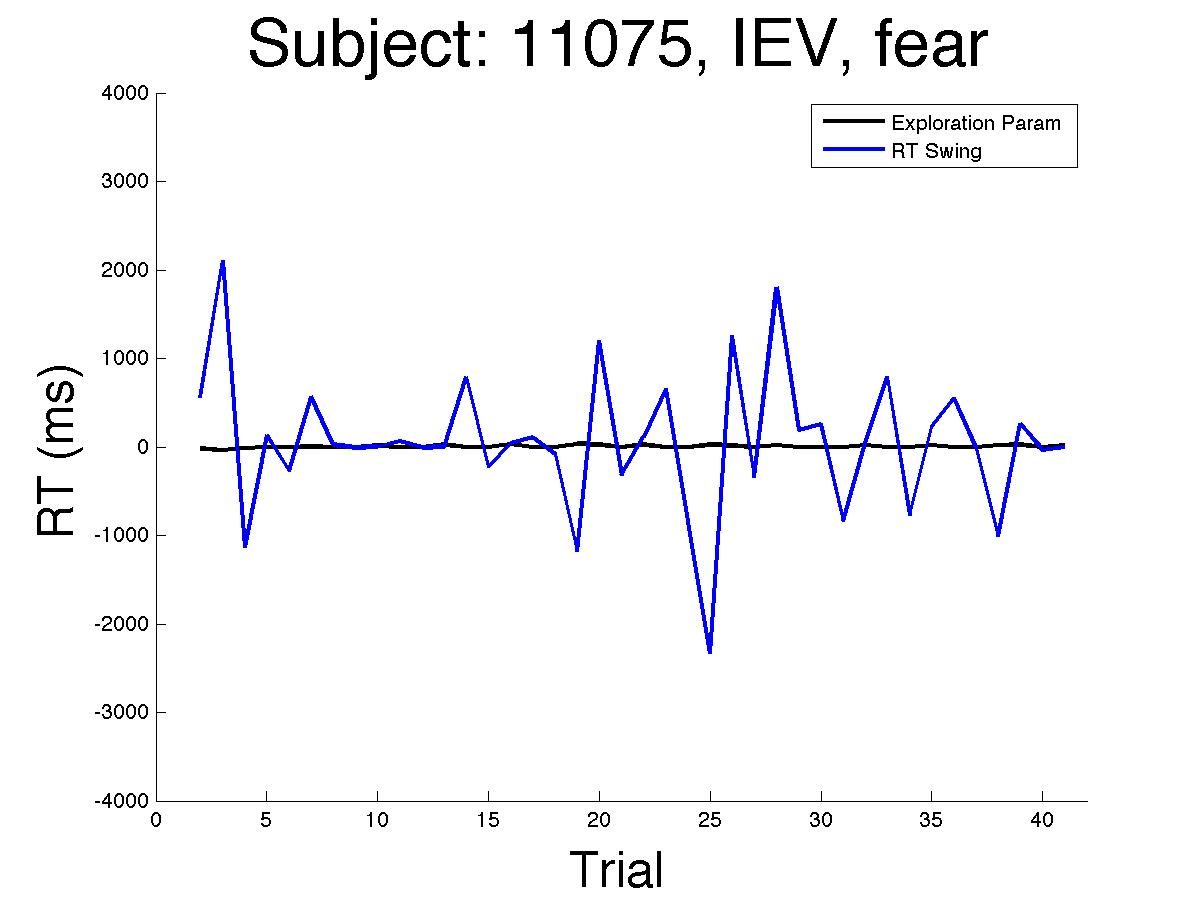 Subject: 11075, IEV, fear
4000
3000
2000
1000
0
-1000
-2000
-3000
-4000
RT (ms)
Exploration Param
RT Swing
0 5 10 15 20 25 30 35 40
Trial